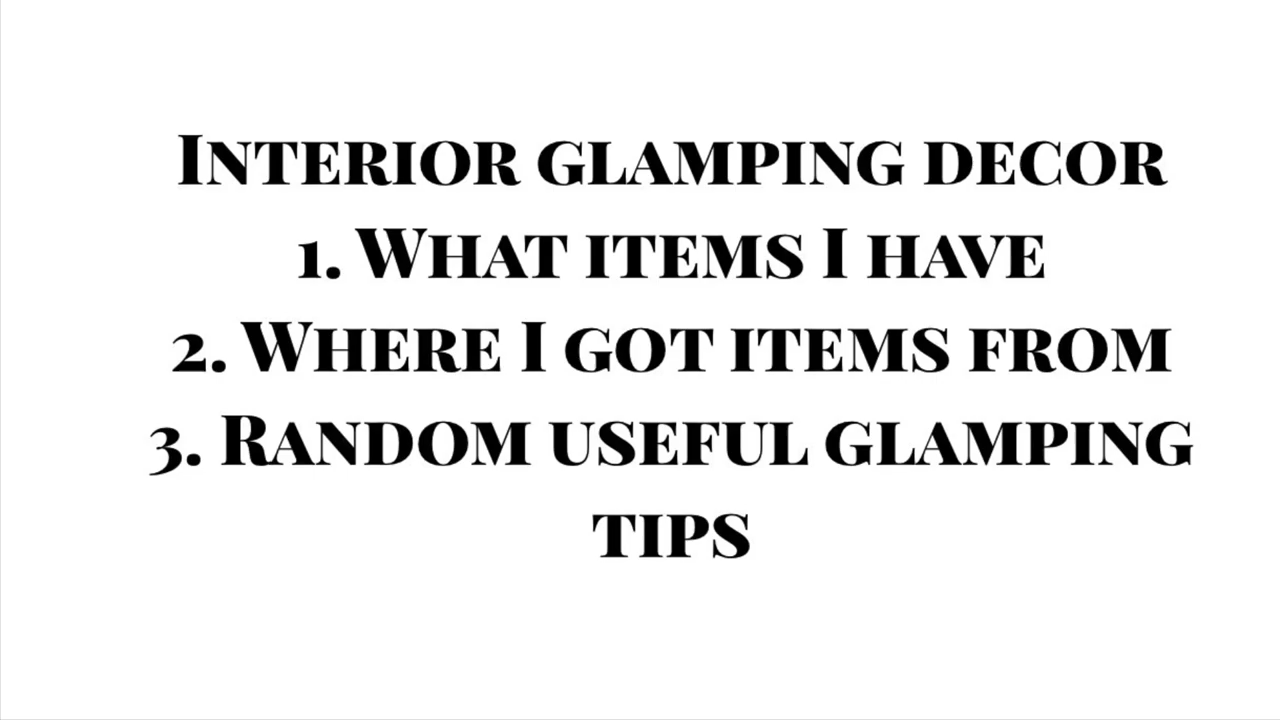 Interior glamping decor
1. What items I have
2. Where I got items from
3. Random useful glamping
tips